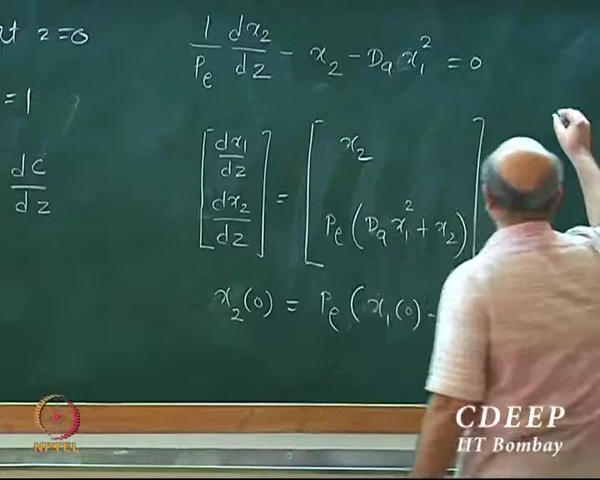 at z=0
1/Pe dx₂/dz - x₂ - Da x₁² = 0
=1
dC/dz
[dx₁/dz dx₂/dz] = [x₂ Pe(Da x₁² + x₂)]
x₂(0) = Pe(x₁(0) -
NPTEL
CDEEP
IIT Bombay